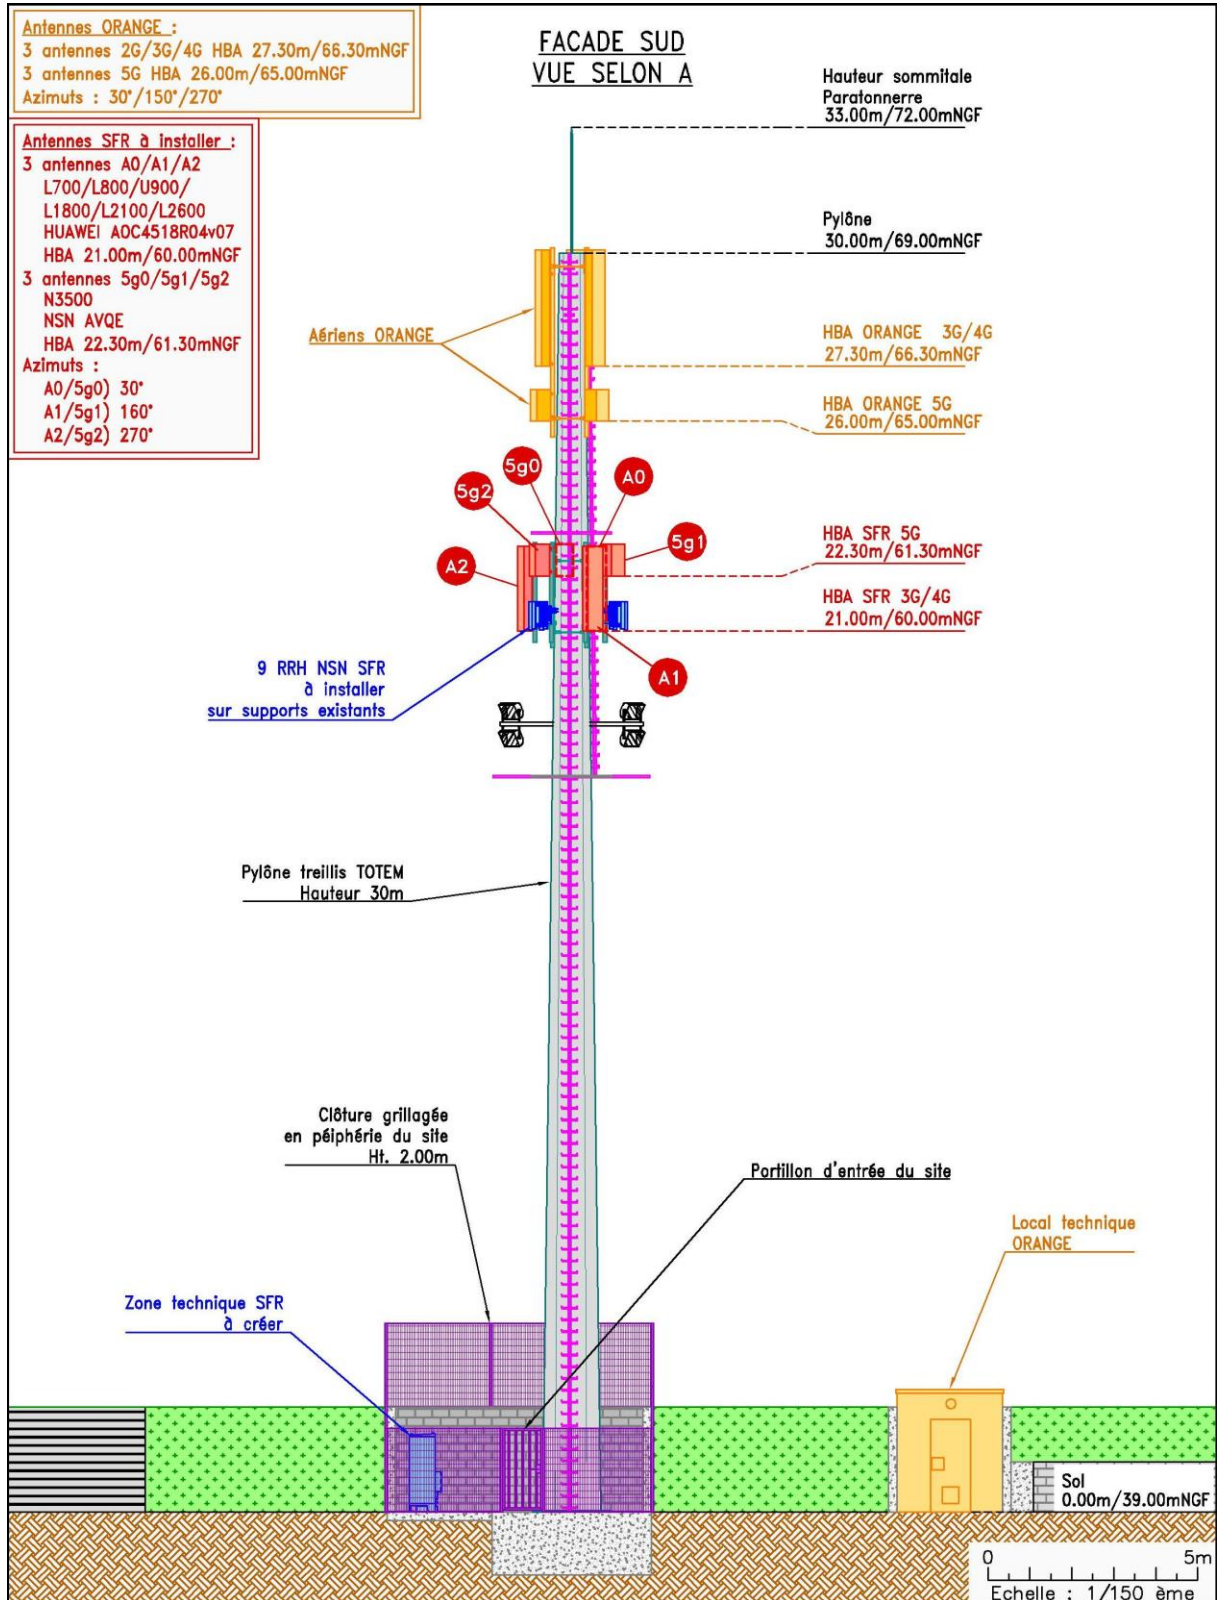 Antennes ORANGE :
3 antennes 2G/3G/4G HBA 27.30m/66.30mNGF
3 antennes 5G HBA 26.00m/65.00mNGF
Azimuts : 30°/150°/270°
FACADE SUD
VUE SELON A
Antennes SFR à installer :
3 antennes A0/A1/A2
L700/L800/U900/
L1800/L2100/L2600
HUAWEI AOC4518R04v07
HBA 21.00m/60.00mNGF
3 antennes 5g0/5g1/5g2
N3500
NSN AVQE
HBA 22.30m/61.30mNGF
Azimuts :
A0/5g0) 30°
A1/5g1) 160°
A2/5g2) 270°
Hauteur sommitale
Paratonnerre
33.00m/72.00mNGF
Pylône
30.00m/69.00mNGF
Aériens ORANGE
HBA ORANGE 3G/4G
27.30m/66.30mNGF
HBA ORANGE 5G
26.00m/65.00mNGF
5g0
A0
5g2
5g1
A2
HBA SFR 5G
22.30m/61.30mNGF
HBA SFR 3G/4G
21.00m/60.00mNGF
A1
9 RRH NSN SFR
à installer
sur supports existants
Pylône treillis TOTEM
Hauteur 30m
Clôture grillagée
en péiphérie du site
Ht. 2.00m
Portillon d'entrée du site
Local technique
ORANGE
Zone technique SFR
à créer
Sol
0.00m/39.00mNGF
0 5m
Echelle : 1/150 ème